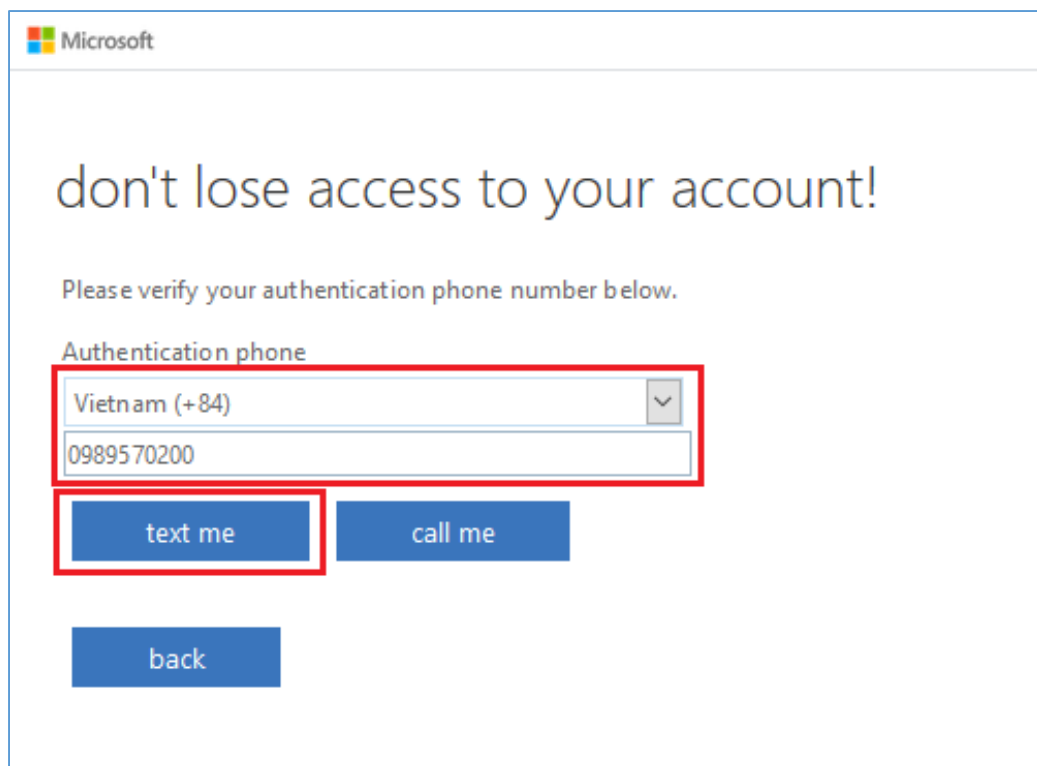 Microsoft
don't lose access to your account!
Please verify your authentication phone number below.
Authentication phone
Vietnam (+84)
0989570200
text me
call me
back